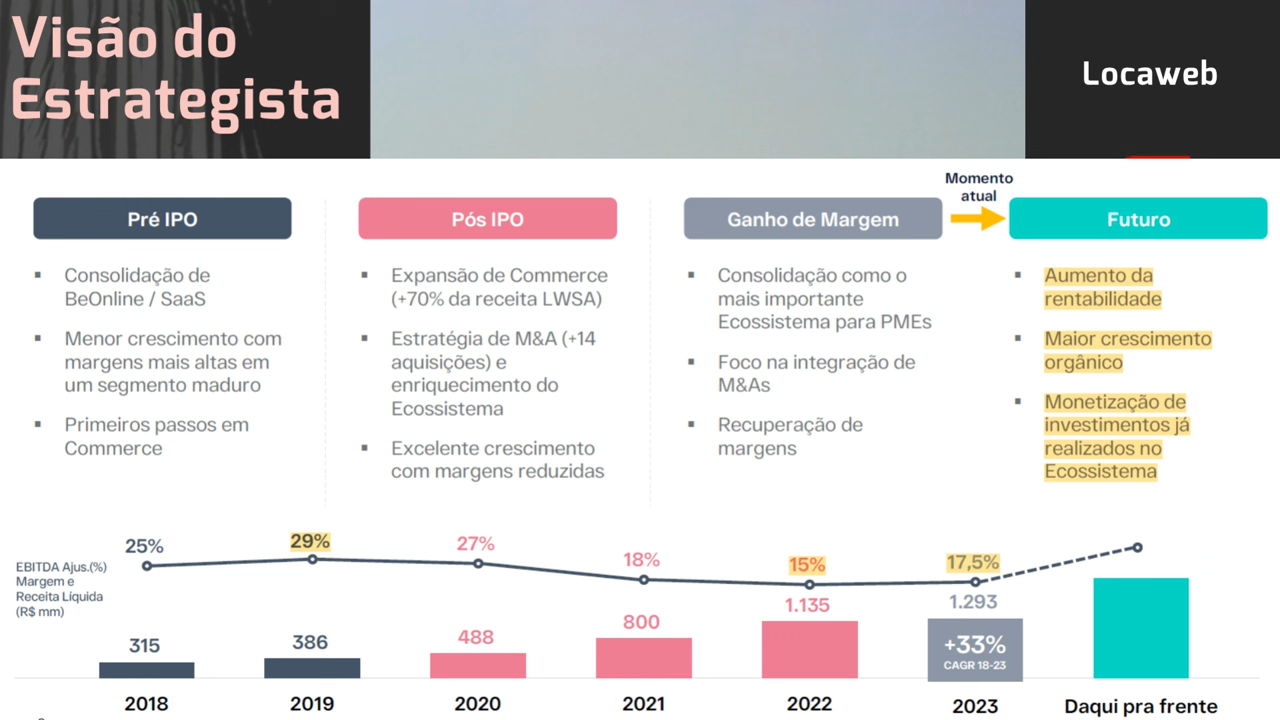 Visão do
Estrategista
Locaweb
Momento
atual
Pré IPO
▪ Consolidação de
BeOnline / SaaS
▪ Menor crescimento com
margens mais altas em
um segmento maduro
▪ Primeiros passos em
Commerce
Pós IPO
▪ Expansão de Commerce
(+70% da receita LWSA)
▪ Estratégia de M&A (+14
aquisições) e
enriquecimento do
Ecossistema
▪ Excelente crescimento
com margens reduzidas
Ganho de Margem
▪ Consolidação como o
mais importante
Ecossistema para PMEs
▪ Foco na integração de
M&As
▪ Recuperação de
margens
Futuro
▪ Aumento da
rentabilidade
▪ Maior crescimento
orgânico
▪ Monetização de
investimentos já
realizados no
Ecossistema
EBITDA Ajus.(%)
Margem e
Receita Líquida
(R$ mm)
25% 29% 27% 18% 15% 17,5%
315 386 488 800 1.135 1.293
+33%
CAGR 18-23
2018 2019 2020 2021 2022 2023 Daqui pra frente